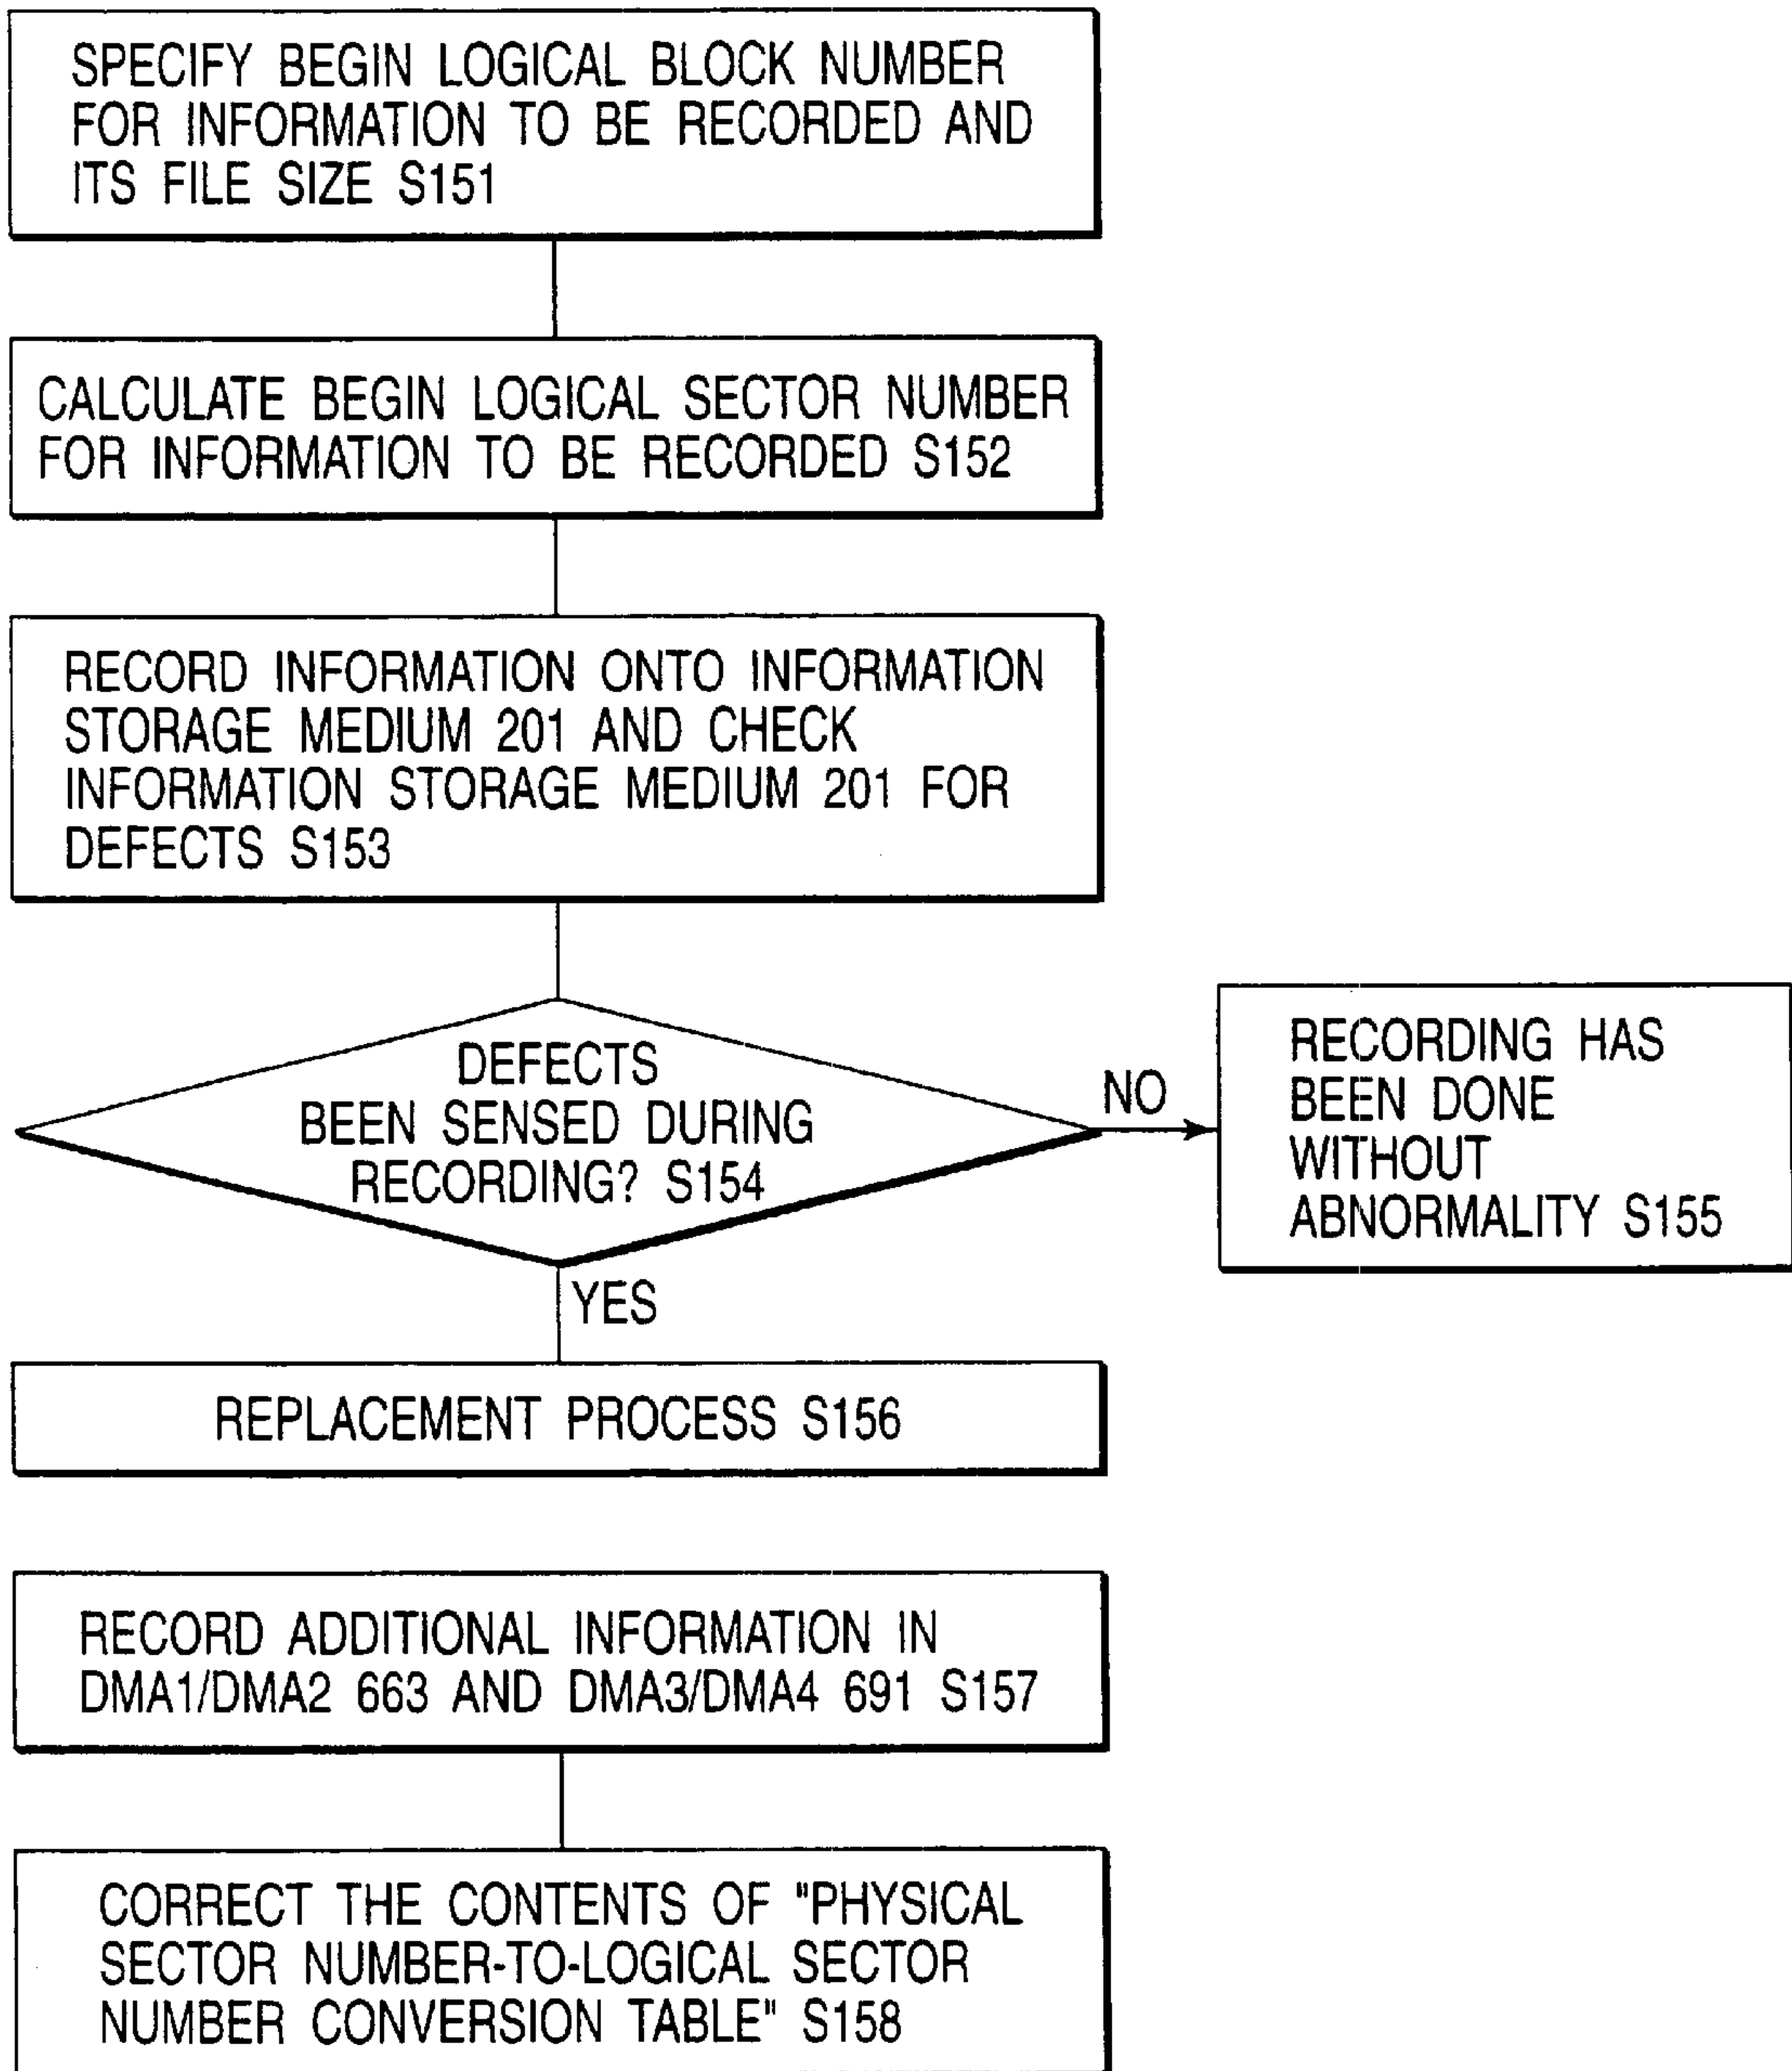 SPECIFY BEGIN LOGICAL BLOCK NUMBER
FOR INFORMATION TO BE RECORDED AND
ITS FILE SIZE S151
CALCULATE BEGIN LOGICAL SECTOR NUMBER
FOR INFORMATION TO BE RECORDED S152
RECORD INFORMATION ONTO INFORMATION
STORAGE MEDIUM 201 AND CHECK
INFORMATION STORAGE MEDIUM 201 FOR
DEFECTS S153
DEFECTS
BEEN SENSED DURING
RECORDING? S154
NO
RECORDING HAS
BEEN DONE
WITHOUT
ABNORMALITY S155
YES
REPLACEMENT PROCESS S156
RECORD ADDITIONAL INFORMATION IN
DMA1/DMA2 663 AND DMA3/DMA4 691 S157
CORRECT THE CONTENTS OF "PHYSICAL
SECTOR NUMBER-TO-LOGICAL SECTOR
NUMBER CONVERSION TABLE" S158